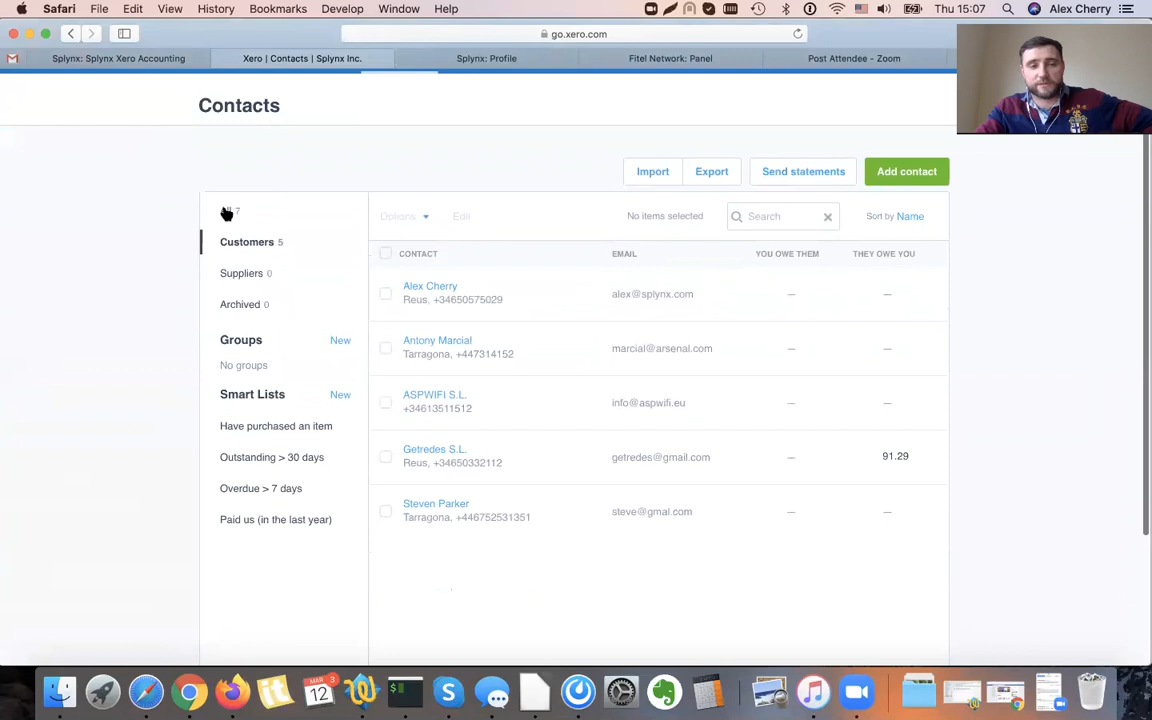 Safari File Edit View History Bookmarks Develop Window Help Thu 15:07 Alex Cherry
go.xero.com
Splynx: Splynx Xero Accounting Xero | Contacts | Splynx Inc. Splynx: Profile Fitel Network: Panel Post Attendee - Zoom
Contacts
Import Export Send statements Add contact
7
Options Edit No items selected Search Sort by Name
Customers 5
CONTACT EMAIL YOU OWE THEM THEY OWE YOU
Suppliers 0
Archived 0
Groups New
No groups
Smart Lists New
Have purchased an item
Outstanding > 30 days
Overdue > 7 days
Paid us (in the last year)
Alex Cherry
Reus, +34650575029 alex@splynx.com — —
Antony Marcial
Tarragona, +447314152 marcial@arsenal.com — —
ASPWIFI S.L.
+34613511512 info@aspwifi.eu — —
Getredes S.L.
Reus, +34650332112 getredes@gmail.com — 91.29
Steven Parker
Tarragona, +446752531351 steve@gmal.com — —
MAR
12
3